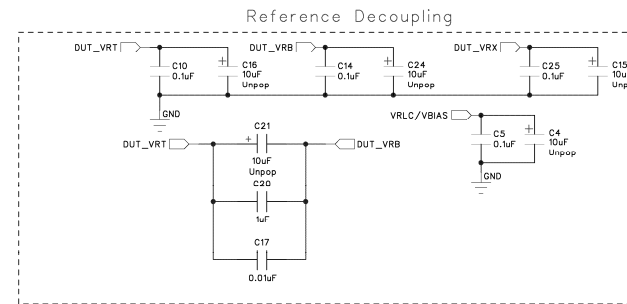 Reference Decoupling
DUT_VRT
DUT_VRB
DUT_VRX
C10
0.1uF
C16
10uF
Unpop
C14
0.1uF
C24
10uF
Unpop
C25
0.1uF
C15
10u
Unp
GND
VRLC/VBIAS
C5
0.1uF
C4
10uF
Unpop
GND
DUT_VRT
C21
DUT_VRB
10uF
Unpop
C20
1uF
C17
0.01uF